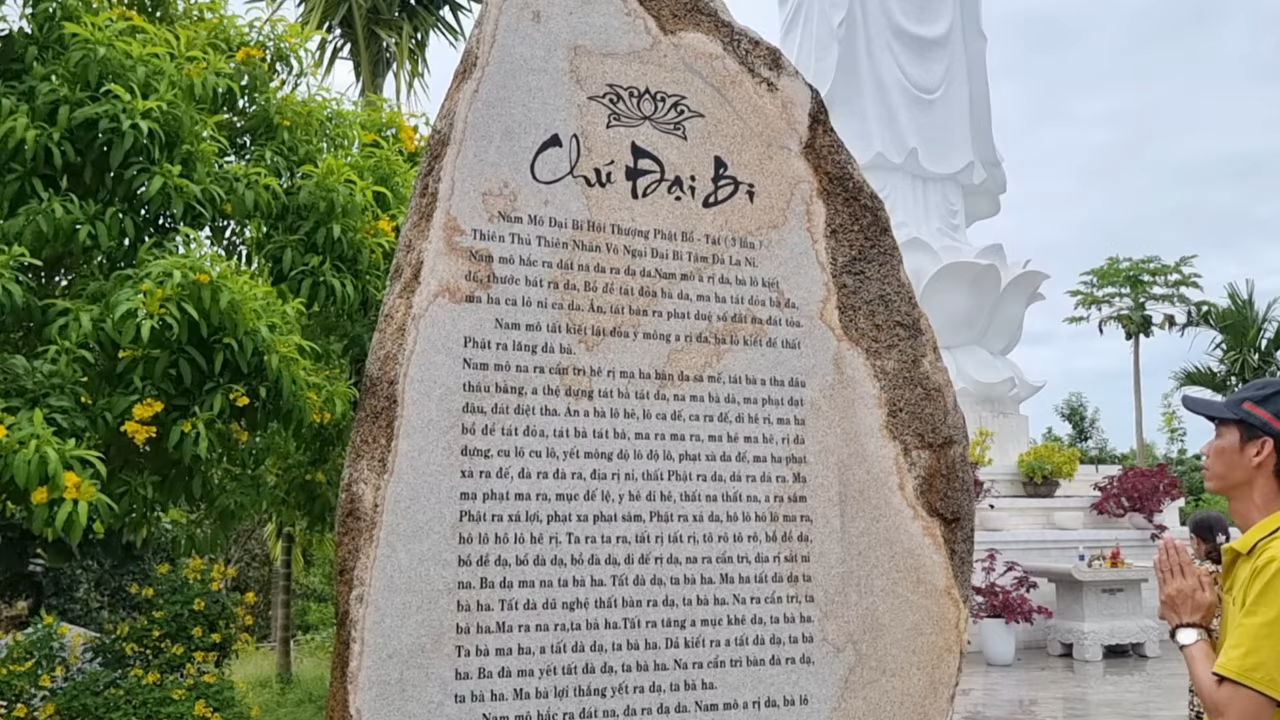 Chú Đại Bi
Nam Mô Đại Bi Hội Thượng Phật Bồ - Tát ( 3 lần )
Thiên Thủ Thiên Nhãn Vô Ngại Đại Bi Tâm Đà La Ni.
Nam mô hắc ra đát na đa ra dạ da.Nam mô a rị da, bà lô kiết
đế, thước bát ra da, Bồ đề tát đỏa bà da, ma ha tát đỏa bà da,
ma ha ca lô ni ca da. Án, tát bàn ra phạt duệ số đát na đát tỏa.
Nam mô tất kiết lật đỏa y mông a rị da, bà lô kiết đế thất
Phật ra lăng đà bà.
Nam mô na ra cẩn trì hê rị ma ha bàn đa sa mế, tát bà a tha đậu
thâu bằng, a thệ dựng tát bà tát đa, na ma bà dà, ma phạt đạt
đậu, đát điệt tha. Án a bà lô hê, lô ca đế, ca ra đế, di hê rị, ma ha
bồ đề tát đỏa, tát bà tát bà, ma ra ma ra, ma hê ma hê, rị đà
dựng, cu lô cu lô, yết mông độ lô độ lô, phạt xà da đế, ma ha phạt
xà ra đế, đà ra đà ra, địa rị ni, thất Phật ra da, dá ra dá ra. Mạ
mạ phạt ma ra, mục đế lệ, y hê di hê, thất na thất na, a ra sâm
Phật ra xá lợi, phạt xa phạt sâm, Phật ra xá da, hô lô hô lô ma ra,
hô lô hô lô hê rị, Ta ra ta ra, tất rị tất rị, tô rô tô rô, bồ đề dạ,
bồ đề dạ, bồ đà dạ, bồ đà dạ, di đế rị dạ, na ra cẩn trì, địa rị sắt ni
na. Ba dạ ma na ta bà ha. Tất đà dạ, ta bà ha. Ma ha tất đà dạ ta
bà ha. Tất đà dũ nghệ thất bàn ra dạ, ta bà ha. Na ra cẩn trì, ta
bà ha.Ma ra na ra,ta bà ha.Tất ra tăng a mục khê da, ta bà ha.
Ta bà ma ha, a tất đà dạ, ta bà ha. Dả kiết ra a tất đà dạ, ta bà
ha. Ba đà ma yết tất đà dạ, ta bà ha. Na ra cẩn trì bàn đà ra dạ,
ta bà ha. Ma bà lợi thắng yết ra dạ, ta bà ha.
Nam mô hắc ra đát na, đa ra dạ da. Nam mô a rị da, bà lô